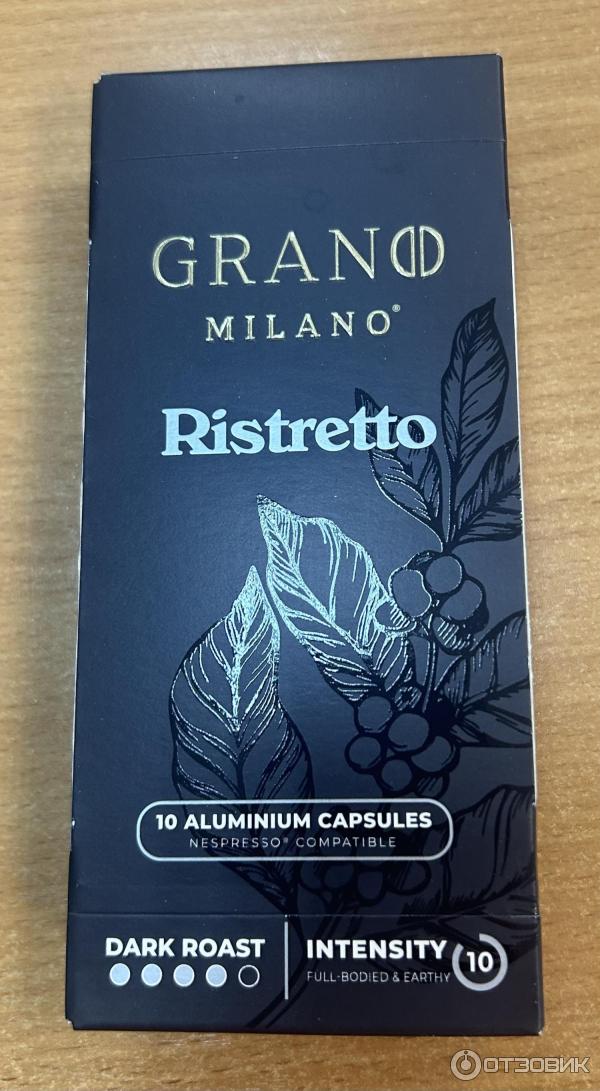 GRANO
MILANO®
Ristretto
10 ALUMINIUM CAPSULES
NESPRESSO® COMPATIBLE
DARK ROAST
INTENSITY
10
FULL-BODIED & EARTHY
ОТЗОВИК